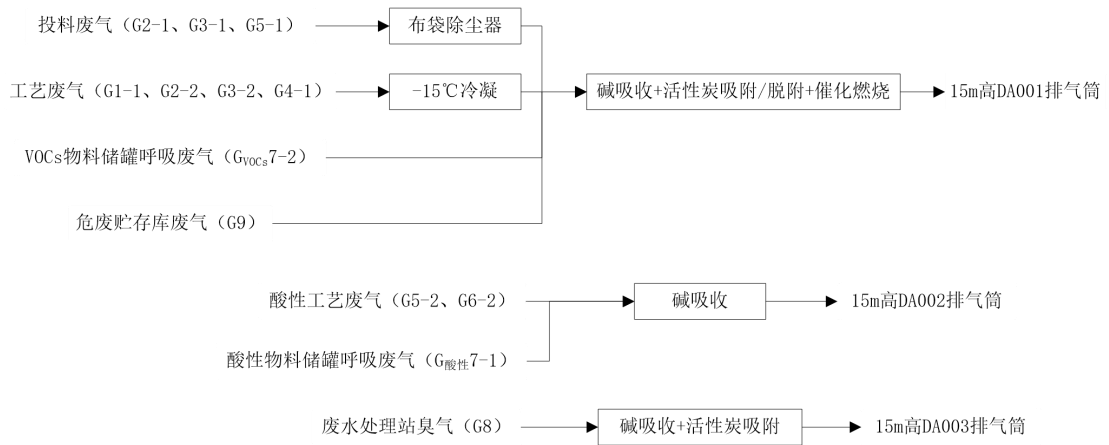 投料废气（G2-1、G3-1、G5-1） 布袋除尘器
工艺废气（G1-1、G2-2、G3-2、G4-1） -15℃冷凝 碱吸收+活性炭吸附/脱附+催化燃烧 15m高DA001排气筒
VOCs物料储罐呼吸废气（GVOCs7-2）
危废贮存库废气（G9）
酸性工艺废气（G5-2、G6-2） 碱吸收 15m高DA002排气筒
酸性物料储罐呼吸废气（G酸性7-1）
废水处理站臭气（G8） 碱吸收+活性炭吸附 15m高DA003排气筒